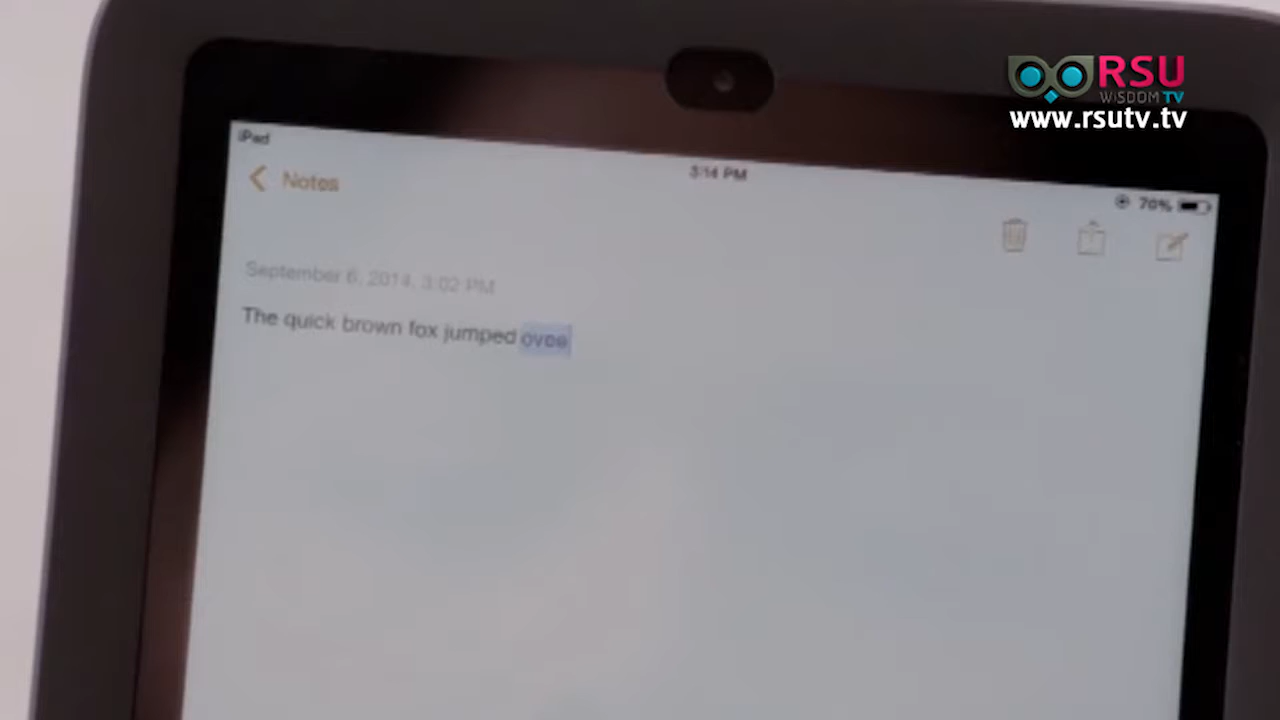 RSU
WISDOM TV
www.rsutv.tv
iPad
3:14 PM
70%
Notes
September 6, 2014, 3:02 PM
The quick brown fox jumped ovee